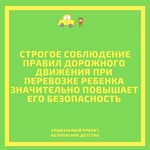 СТРОГОЕ СОБЛЮДЕНИЕ
ПРАВИЛ ДОРОЖНОГО
ДВИЖЕНИЯ ПРИ
ПЕРЕВОЗКЕ РЕБЕНКА
ЗНАЧИТЕЛЬНО ПОВЫШАЕТ
ЕГО БЕЗОПАСНОСТЬ
СОЦИАЛЬНЫЙ ПРОЕКТ
БЕЗОПАСНОЕ ДЕТСТВО